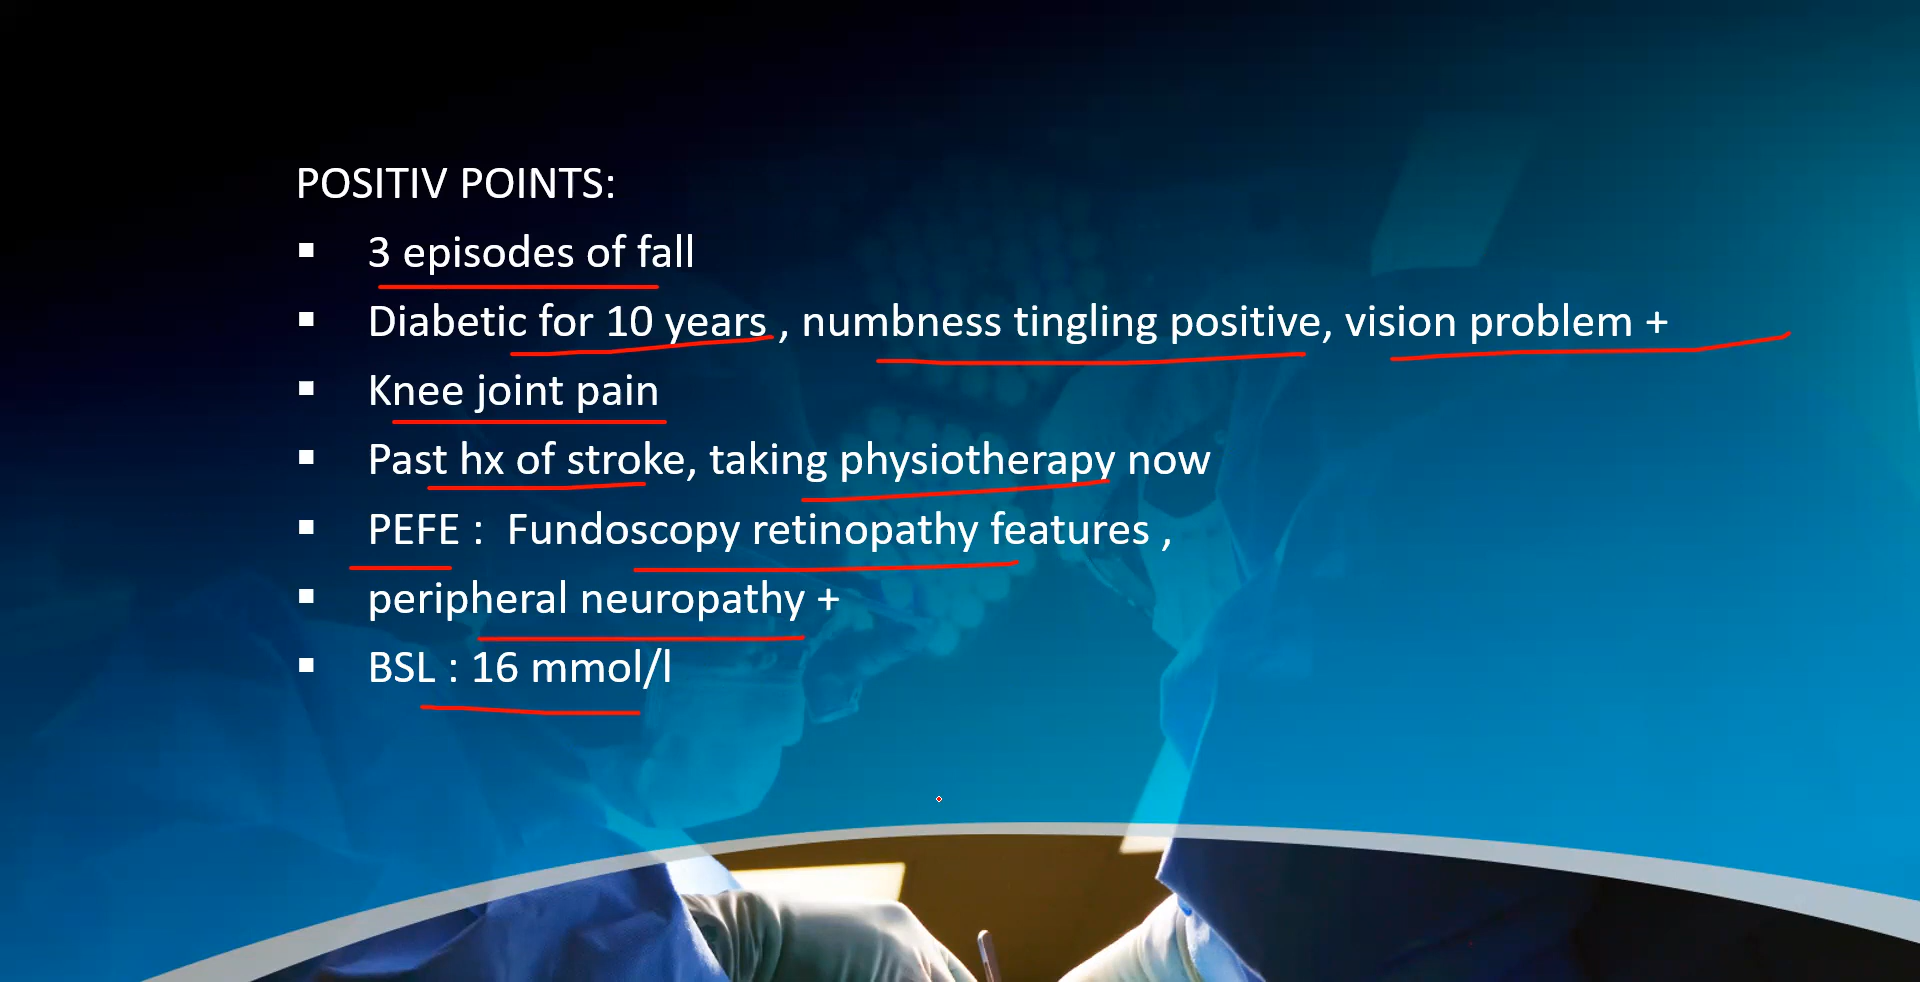 POSITIV POINTS:
▪ 3 episodes of fall
▪ Diabetic for 10 years , numbness tingling positive, vision problem +
▪ Knee joint pain
▪ Past hx of stroke, taking physiotherapy now
▪ PEFE : Fundoscopy retinopathy features ,
▪ peripheral neuropathy +
▪ BSL : 16 mmol/l